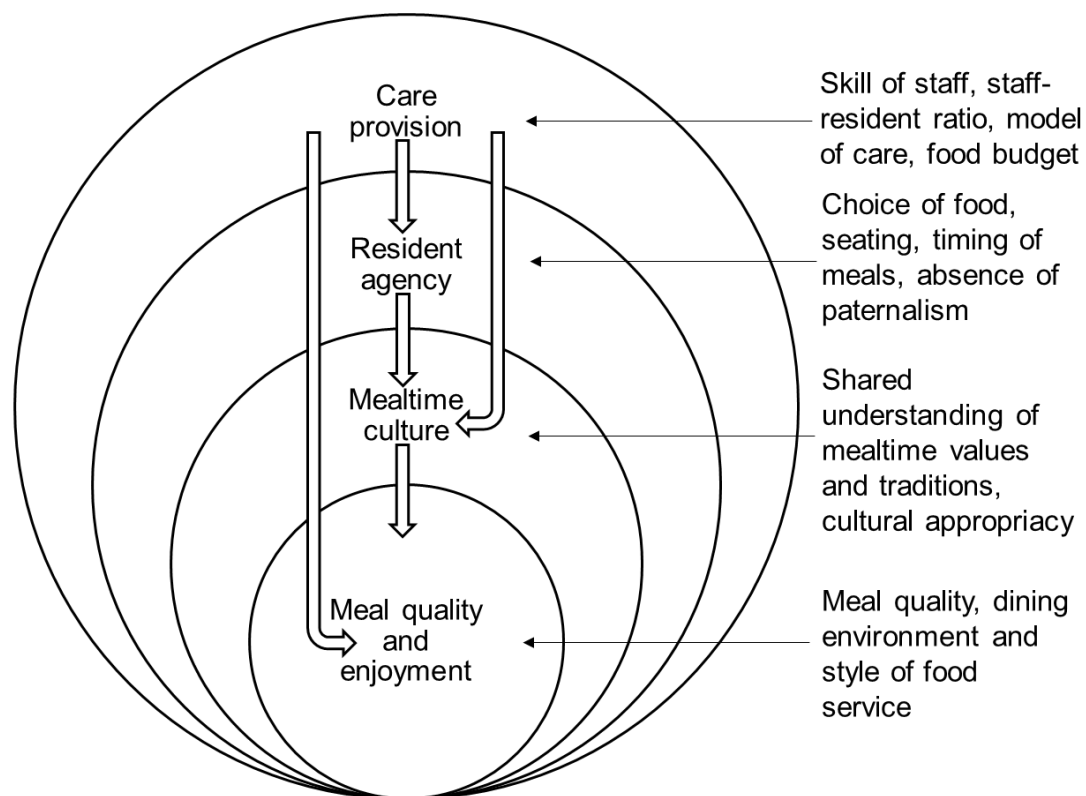 Care
provision
Skill of staff, staff-
resident ratio, model
of care, food budget
Resident
agency
Choice of food,
seating, timing of
meals, absence of
paternalism
Mealtime
culture
Shared
understanding of
mealtime values
and traditions,
cultural appropriacy
Meal quality
and
enjoyment
Meal quality, dining
environment and
style of food
service